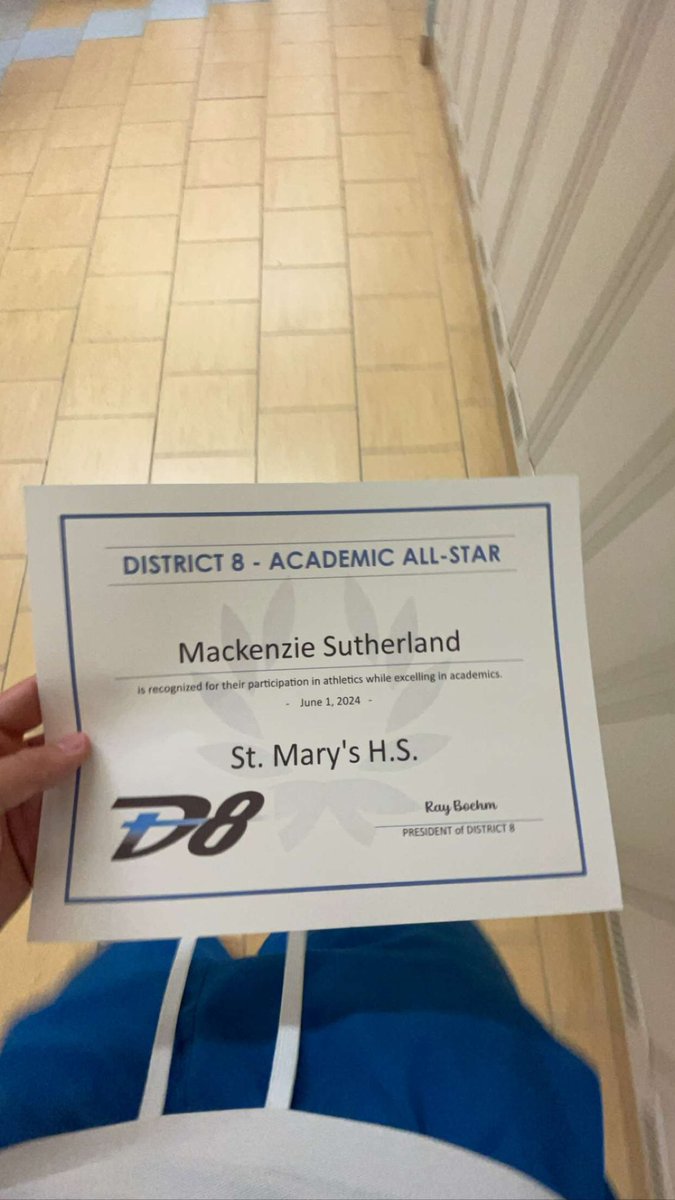 DISTRICT 8 - ACADEMIC ALL-STAR
Mackenzie Sutherland
is recognized for their participation in athletics while excelling in academics.
- June 1, 2024 -
St. Mary's H.S.
D8
Ray Boehm
PRESIDENT of DISTRICT 8